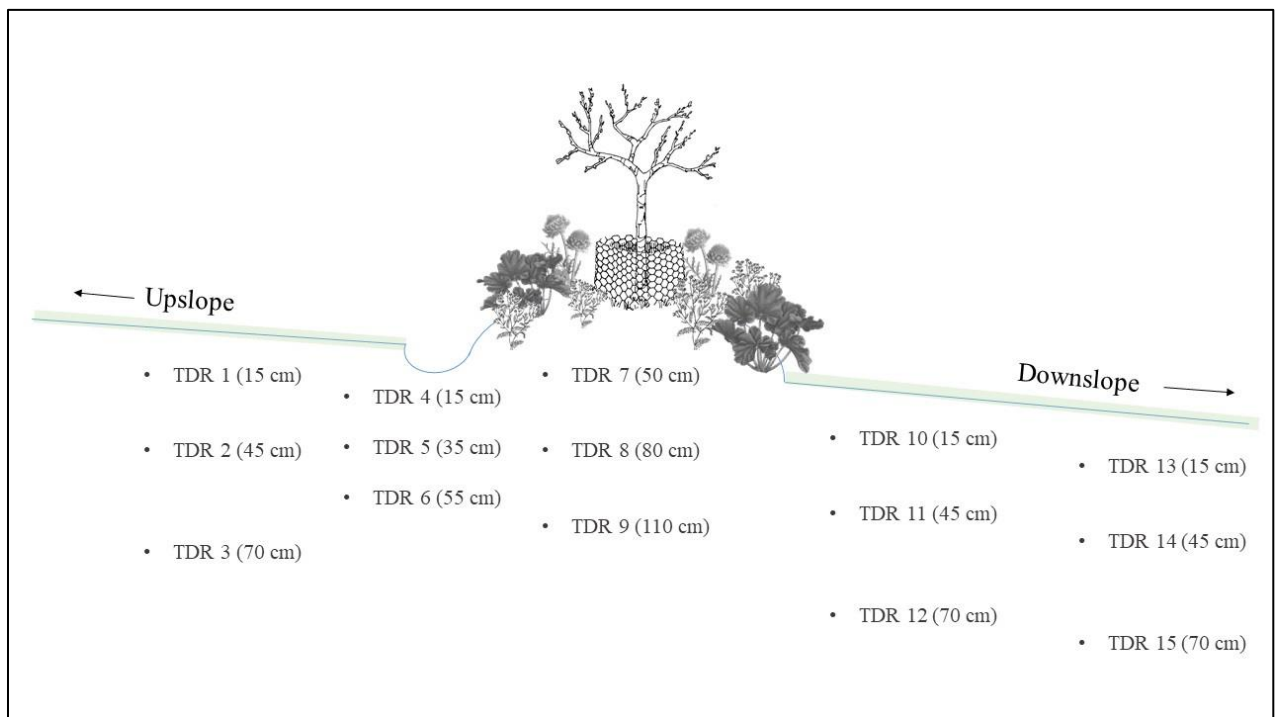 Upslope
Downslope
• TDR 1 (15 cm)
• TDR 2 (45 cm)
• TDR 3 (70 cm)
• TDR 4 (15 cm)
• TDR 5 (35 cm)
• TDR 6 (55 cm)
• TDR 7 (50 cm)
• TDR 8 (80 cm)
• TDR 9 (110 cm)
• TDR 10 (15 cm)
• TDR 11 (45 cm)
• TDR 12 (70 cm)
• TDR 13 (15 cm)
• TDR 14 (45 cm)
• TDR 15 (70 cm)